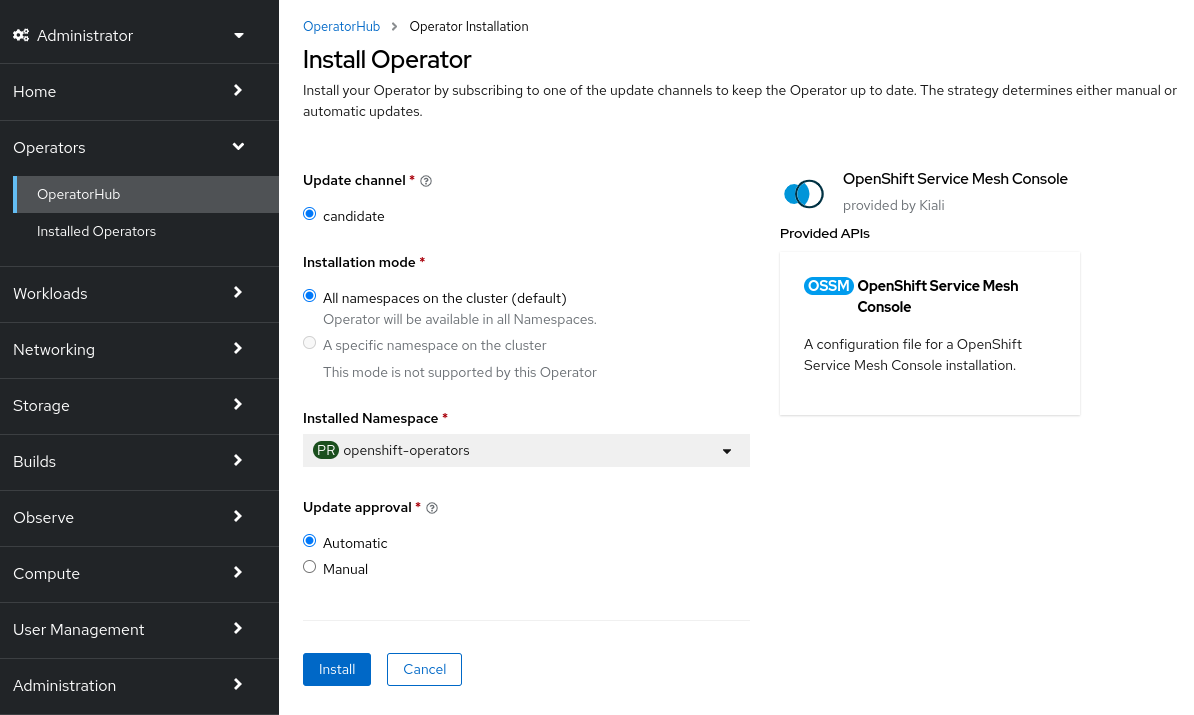 Administrator
Home
Operators
OperatorHub
Installed Operators
Workloads
Networking
Storage
Builds
Observe
Compute
User Management
Administration
OperatorHub > Operator Installation
Install Operator
Install your Operator by subscribing to one of the update channels to keep the Operator up to date. The strategy determines either manual or
automatic updates.
Update channel *
candidate
Installation mode *
All namespaces on the cluster (default)
Operator will be available in all Namespaces.
A specific namespace on the cluster
This mode is not supported by this Operator
Installed Namespace *
PR openshift-operators
Update approval *
Automatic
Manual
Install Cancel
OpenShift Service Mesh Console
provided by Kiali
Provided APIs
OSSM OpenShift Service Mesh
Console
A configuration file for a OpenShift
Service Mesh Console installation.